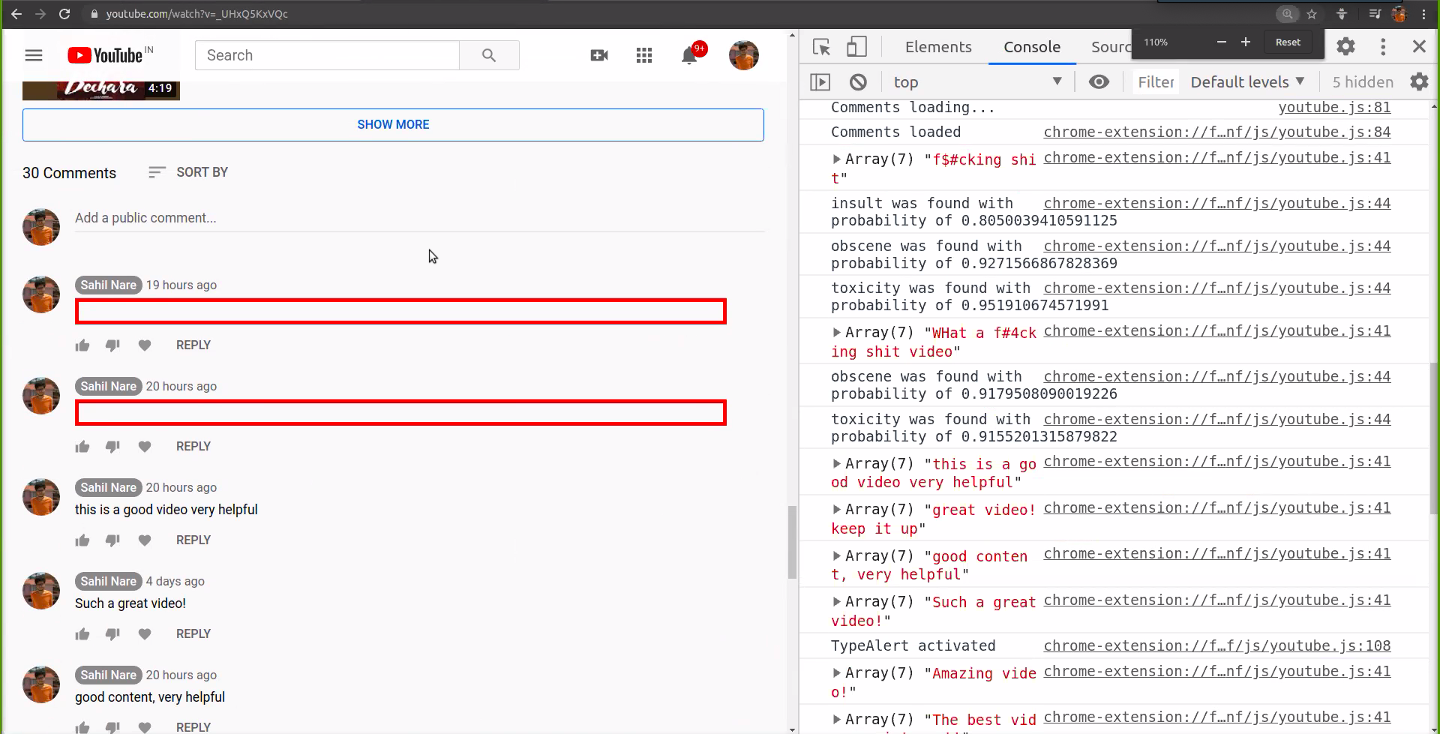 youtube.com/watch?v=_UHxQ5KxVQc
YouTube IN
Search
9+
Dechara 4:19
SHOW MORE
30 Comments SORT BY
Add a public comment...
Sahil Nare 19 hours ago
REPLY
Sahil Nare 20 hours ago
REPLY
Sahil Nare 20 hours ago
this is a good video very helpful
REPLY
Sahil Nare 4 days ago
Such a great video!
REPLY
Sahil Nare 20 hours ago
good content, very helpful
REPLY
Elements Console Sourc
110% − + Reset
top Filter Default levels ▼ 5 hidden
Comments loading... youtube.js:81
Comments loaded chrome-extension://f…nf/js/youtube.js:84
▶Array(7) "f$#cking shi chrome-extension://f…nf/js/youtube.js:41
t"
insult was found with chrome-extension://f…nf/js/youtube.js:44
probability of 0.8050039410591125
obscene was found with chrome-extension://f…nf/js/youtube.js:44
probability of 0.9271566867828369
toxicity was found with chrome-extension://f…nf/js/youtube.js:44
probability of 0.951910674571991
▶Array(7) "WHat a f#4ck chrome-extension://f…nf/js/youtube.js:41
ing shit video"
obscene was found with chrome-extension://f…nf/js/youtube.js:44
probability of 0.9179508090019226
toxicity was found with chrome-extension://f…nf/js/youtube.js:44
probability of 0.9155201315879822
▶Array(7) "this is a go chrome-extension://f…nf/js/youtube.js:41
od video very helpful"
▶Array(7) "great video! chrome-extension://f…nf/js/youtube.js:41
keep it up"
▶Array(7) "good conten chrome-extension://f…nf/js/youtube.js:41
t, very helpful"
▶Array(7) "Such a great chrome-extension://f…nf/js/youtube.js:41
video!"
TypeAlert activated chrome-extension://f…f/js/youtube.js:108
▶Array(7) "Amazing vide chrome-extension://f…nf/js/youtube.js:41
o!"
▶Array(7) "The best vid chrome-extension://f…nf/js/youtube.js:41